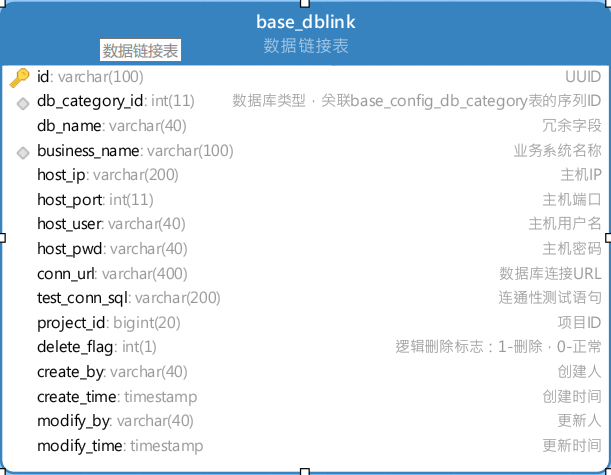 base_dblink
数据链接表
数据链接表
id: varchar(100) UUID
db_category_id: int(11) 数据库类型，关联base_config_db_category表的序列ID
db_name: varchar(40) 冗余字段
business_name: varchar(100) 业务系统名称
host_ip: varchar(200) 主机IP
host_port: int(11) 主机端口
host_user: varchar(40) 主机用户名
host_pwd: varchar(40) 主机密码
conn_url: varchar(400) 数据库连接URL
test_conn_sql: varchar(200) 连通性测试语句
project_id: bigint(20) 项目ID
delete_flag: int(1) 逻辑删除标志：1-删除，0-正常
create_by: varchar(40) 创建人
create_time: timestamp 创建时间
modify_by: varchar(40) 更新人
modify_time: timestamp 更新时间